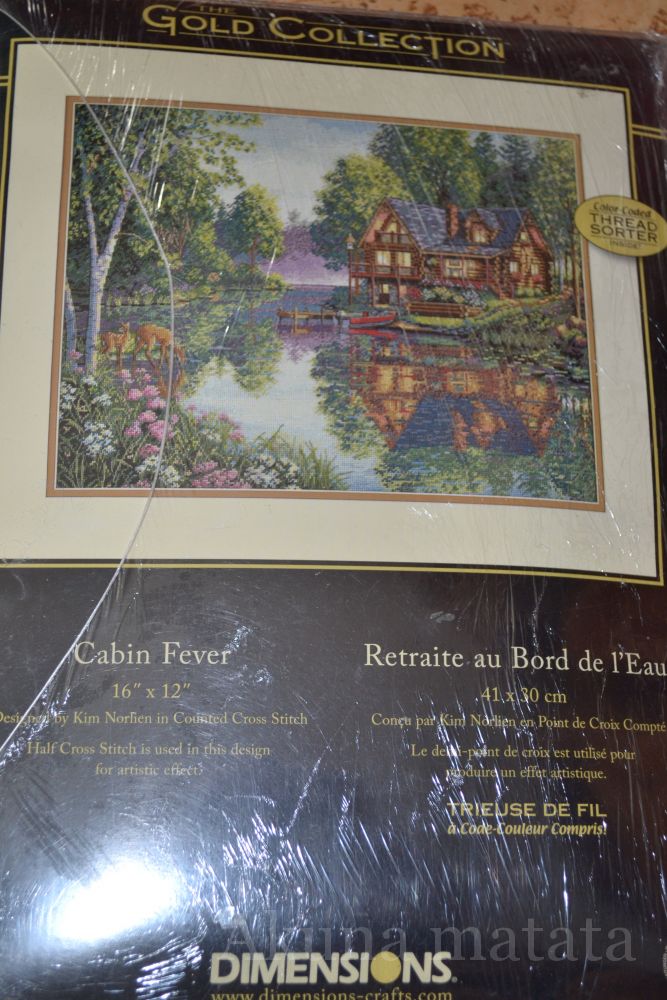 THE
GOLD COLLECTION
Color-Coded
THREAD
SORTER
INSIDE!
Cabin Fever
16" x 12"
Designed by Kim Norlien in Counted Cross Stitch
Half Cross Stitch is used in this design
for artistic effect.
Retraite au Bord de l'Eau
41 x 30 cm
Conçu par Kim Norlien en Point de Croix Compté
Le demi-point de croix est utilisé pour
produire un effet artistique.
TRIEUSE DE FIL
à Code-Couleur Compris!
Akuna matata
DIMENSIONS®
www.dimensions-crafts.com